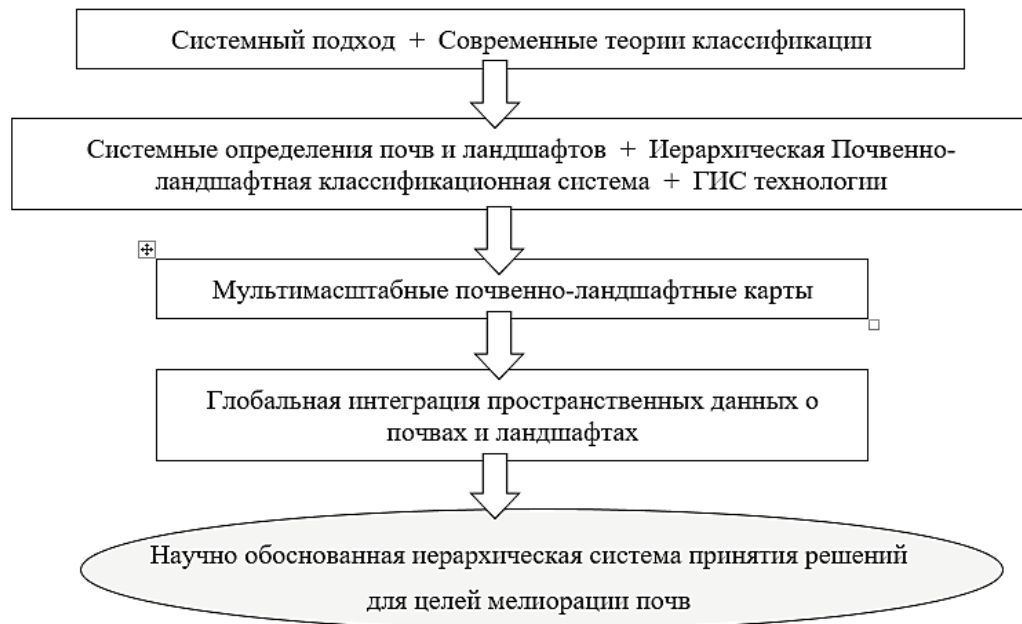 Системный подход + Современные теории классификации
Системные определения почв и ландшафтов + Иерархическая Почвенно-
ландшафтная классификационная система + ГИС технологии
Мультимасштабные почвенно-ландшафтные карты
Глобальная интеграция пространственных данных о
почвах и ландшафтах
Научно обоснованная иерархическая система принятия решений
для целей мелиорации почв